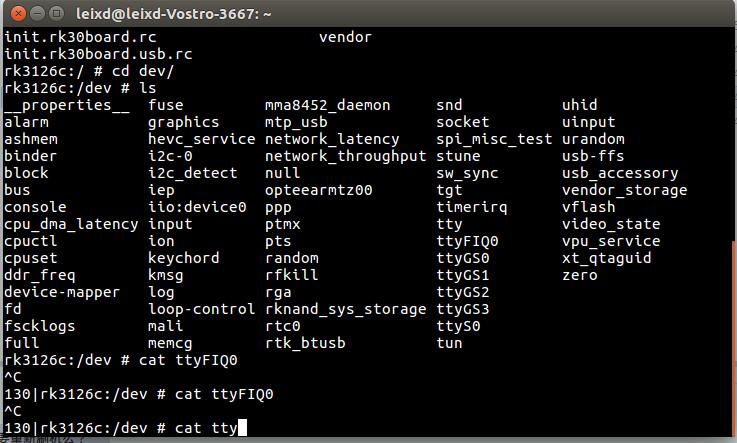 leixd@leixd-Vostro-3667: ~
init.rk30board.rc vendor
init.rk30board.usb.rc
rk3126c:/ # cd dev/
rk3126c:/dev # ls
__properties__ fuse mma8452_daemon snd uhid
alarm graphics mtp_usb socket uinput
ashmem hevc_service network_latency spi_misc_test urandom
binder i2c-0 network_throughput stune usb-ffs
block i2c_detect null sw_sync usb_accessory
bus iep opteearmtz00 tgt vendor_storage
console iio:device0 ppp timerirq vflash
cpu_dma_latency input ptmx tty video_state
cpuctl ion pts ttyFIQ0 vpu_service
cpuset keychord random ttyGS0 xt_qtaguid
ddr_freq kmsg rfkill ttyGS1 zero
device-mapper log rga ttyGS2
fd loop-control rknand_sys_storage ttyGS3
fscklogs mali rtc0 ttyS0
full memcg rtk_btusb tun
rk3126c:/dev # cat ttyFIQ0
^C
130|rk3126c:/dev # cat ttyFIQ0
^C
130|rk3126c:/dev # cat tty